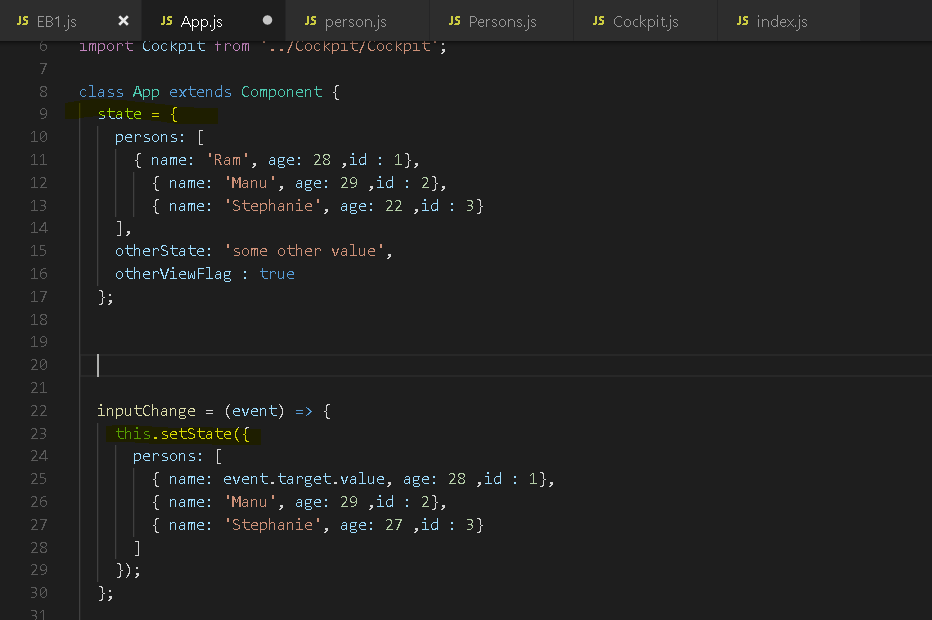 JS EB1.js × JS App.js ● JS person.js JS Persons.js JS Cockpit.js JS index.js
6 import Cockpit from '../Cockpit/Cockpit';
7
8 class App extends Component {
9 state = {
10 persons: [
11 { name: 'Ram', age: 28 ,id : 1},
12 { name: 'Manu', age: 29 ,id : 2},
13 { name: 'Stephanie', age: 22 ,id : 3}
14 ],
15 otherState: 'some other value',
16 otherViewFlag : true
17 };
18
19
20
21
22 inputChange = (event) => {
23 this.setState({
24 persons: [
25 { name: event.target.value, age: 28 ,id : 1},
26 { name: 'Manu', age: 29 ,id : 2},
27 { name: 'Stephanie', age: 27 ,id : 3}
28 ]
29 });
30 };
31